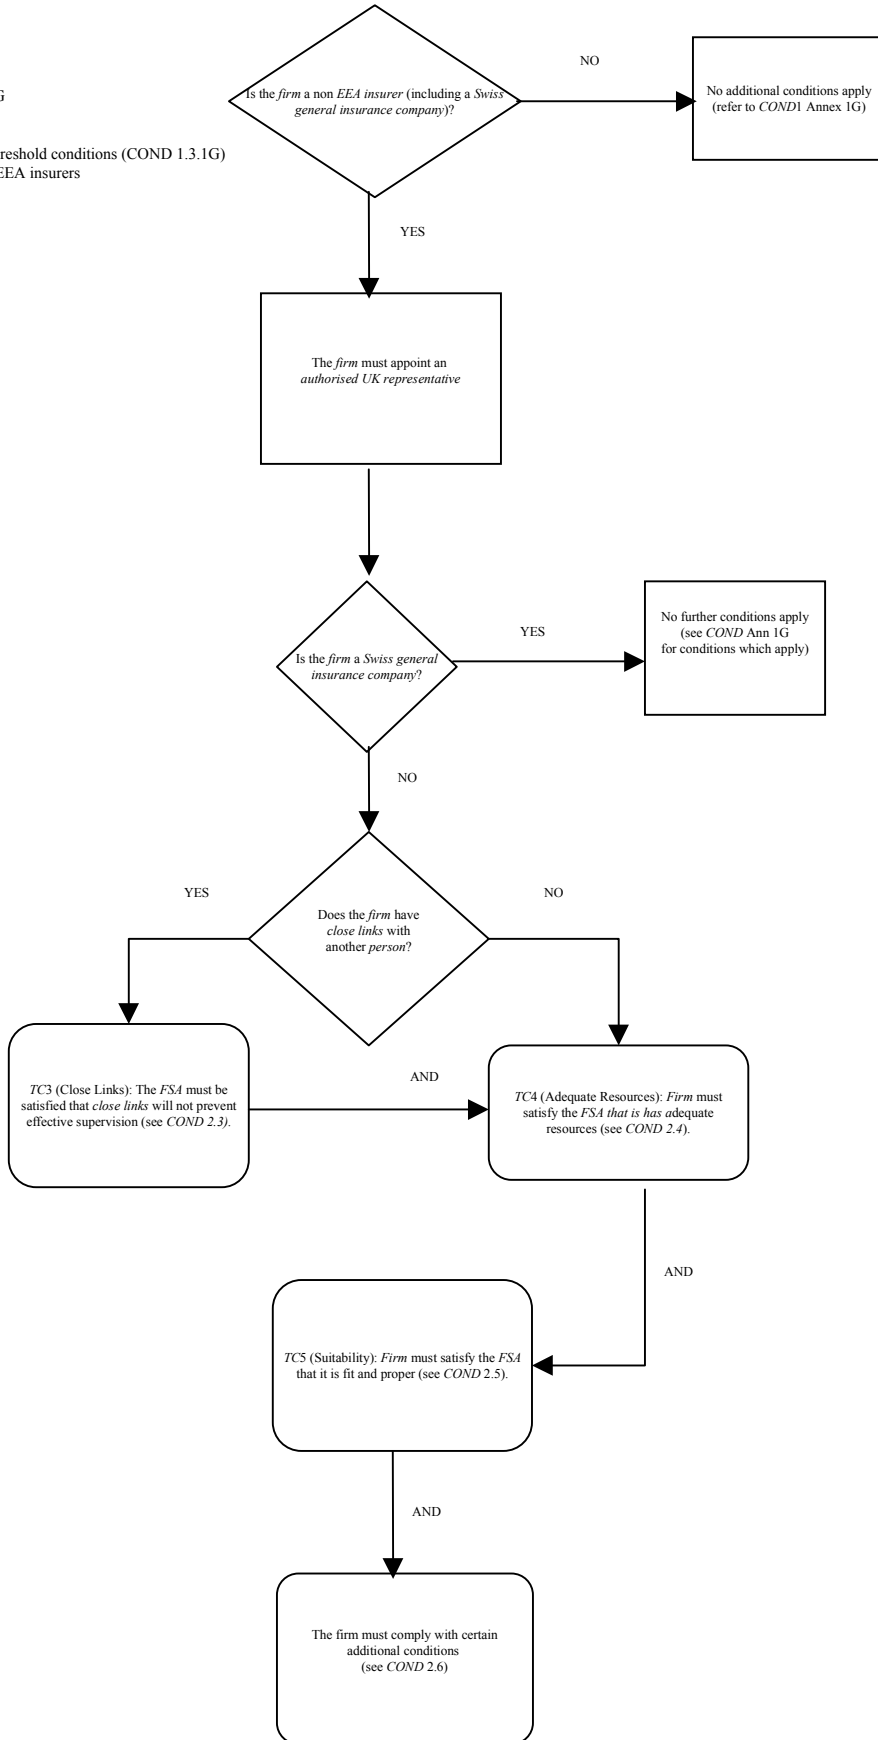 Is the firm a non EEA insurer (including a Swiss
general insurance company)?
NO
No additional conditions apply
(refer to COND1 Annex 1G)
G
reshold conditions (COND 1.3.1G)
EEA insurers
YES
The firm must appoint an
authorised UK representative
Is the firm a Swiss general
insurance company?
YES
No further conditions apply
(see COND Ann 1G
for conditions which apply)
NO
YES
Does the firm have
close links with
another person?
NO
TC3 (Close Links): The FSA must be
satisfied that close links will not prevent
effective supervision (see COND 2.3).
AND
TC4 (Adequate Resources): Firm must
satisfy the FSA that is has adequate
resources (see COND 2.4).
AND
TC5 (Suitability): Firm must satisfy the FSA
that it is fit and proper (see COND 2.5).
AND
The firm must comply with certain
additional conditions
(see COND 2.6)